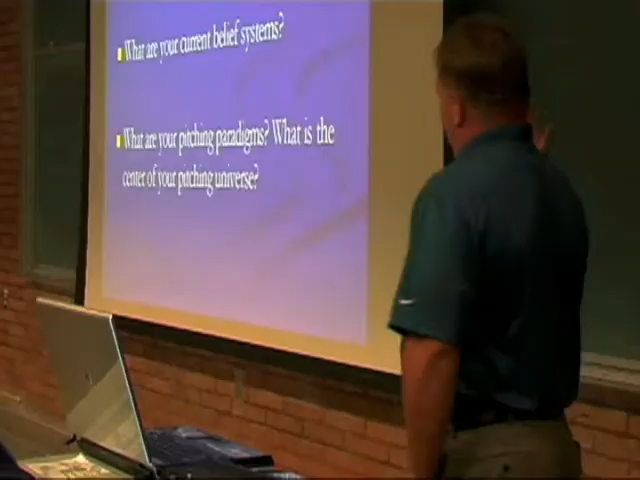 What are your current belief systems?
What are your pitching paradigms? What is the
center of your pitching universe?